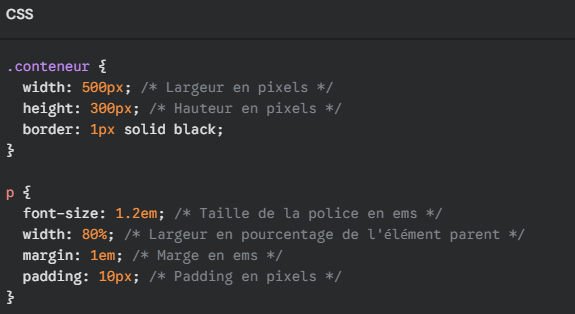 CSS
.conteneur {
width: 500px; /* Largeur en pixels */
height: 300px; /* Hauteur en pixels */
border: 1px solid black;
}
p {
font-size: 1.2em; /* Taille de la police en ems */
width: 80%; /* Largeur en pourcentage de l'élément parent */
margin: 1em; /* Marge en ems */
padding: 10px; /* Padding en pixels */
}